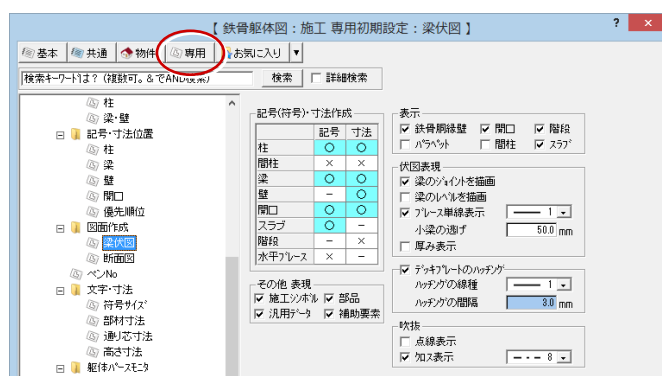 【 鉄骨躯体図：施工 専用初期設定：梁伏図 】
?
×
基本
共通
物件
専用
お気に入り
▼
検索ｷｰﾜｰﾄﾞは？（複数可。& でAND検索）
検索
詳細検索
柱
梁・壁
記号・寸法位置
柱
梁
壁
開口
優先順位
図面作成
梁伏図
断面図
ペンNo
文字・寸法
符号ｻｲｽﾞ
部材寸法
通り芯寸法
高さ寸法
躯体ﾊﾟｰｽﾓﾆﾀ
記号(符号)・寸法作成
記号 寸法
柱 ○ ○
間柱 × ×
梁 ○ ○
壁 － ○
開口 ○ ○
スラブ ○ －
階段 － ×
水平ﾌﾞﾚｰｽ × －
その他 表現
施工ｼﾝﾎﾞﾙ 部品
汎用ﾃﾞｰﾀ 補助要素
表示
鉄骨胴縁壁 開口 階段
ﾊﾟﾗﾍﾟｯﾄ 間柱 ｽﾗﾌﾞ
伏図表現
梁のｼﾞｮｲﾝﾄを描画
梁のﾚﾍﾞﾙを描画
ﾌﾞﾚｰｽ単線表示 1
小梁の逃げ 50.0 mm
厚み表示
ﾃﾞｯｷﾌﾟﾚｰﾄのﾊｯﾁﾝｸﾞ
ﾊｯﾁﾝｸﾞの線種 1
ﾊｯﾁﾝｸﾞの間隔 3.0 mm
吹抜
点線表示
ｸﾛｽ表示 8